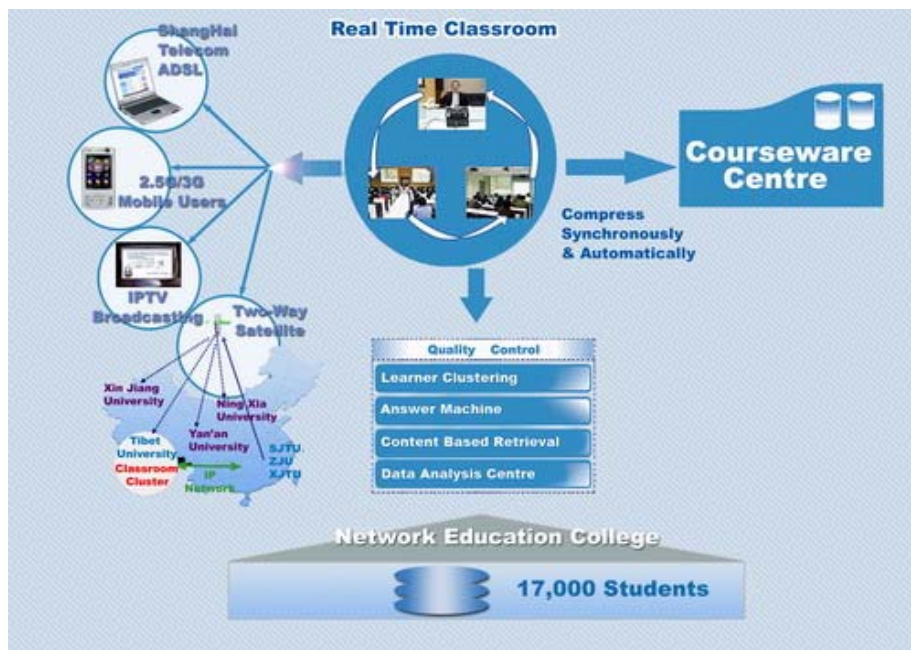 Real Time Classroom
ShangHai
Telecom
ADSL
2.5G/3G
Mobile Users
IPTV
Broadcasting
Two-Way
Satellite
Xin Jiang
University
Ning Xia
University
Yan'an
University
Tibet
University
Classroom
Cluster
IP
Network
SJTU
ZJU
XJTU
Courseware
Centre
Compress
Synchronously
& Automatically
Quality Control
Learner Clustering
Answer Machine
Content Based Retrieval
Data Analysis Centre
Network Education College
17,000 Students